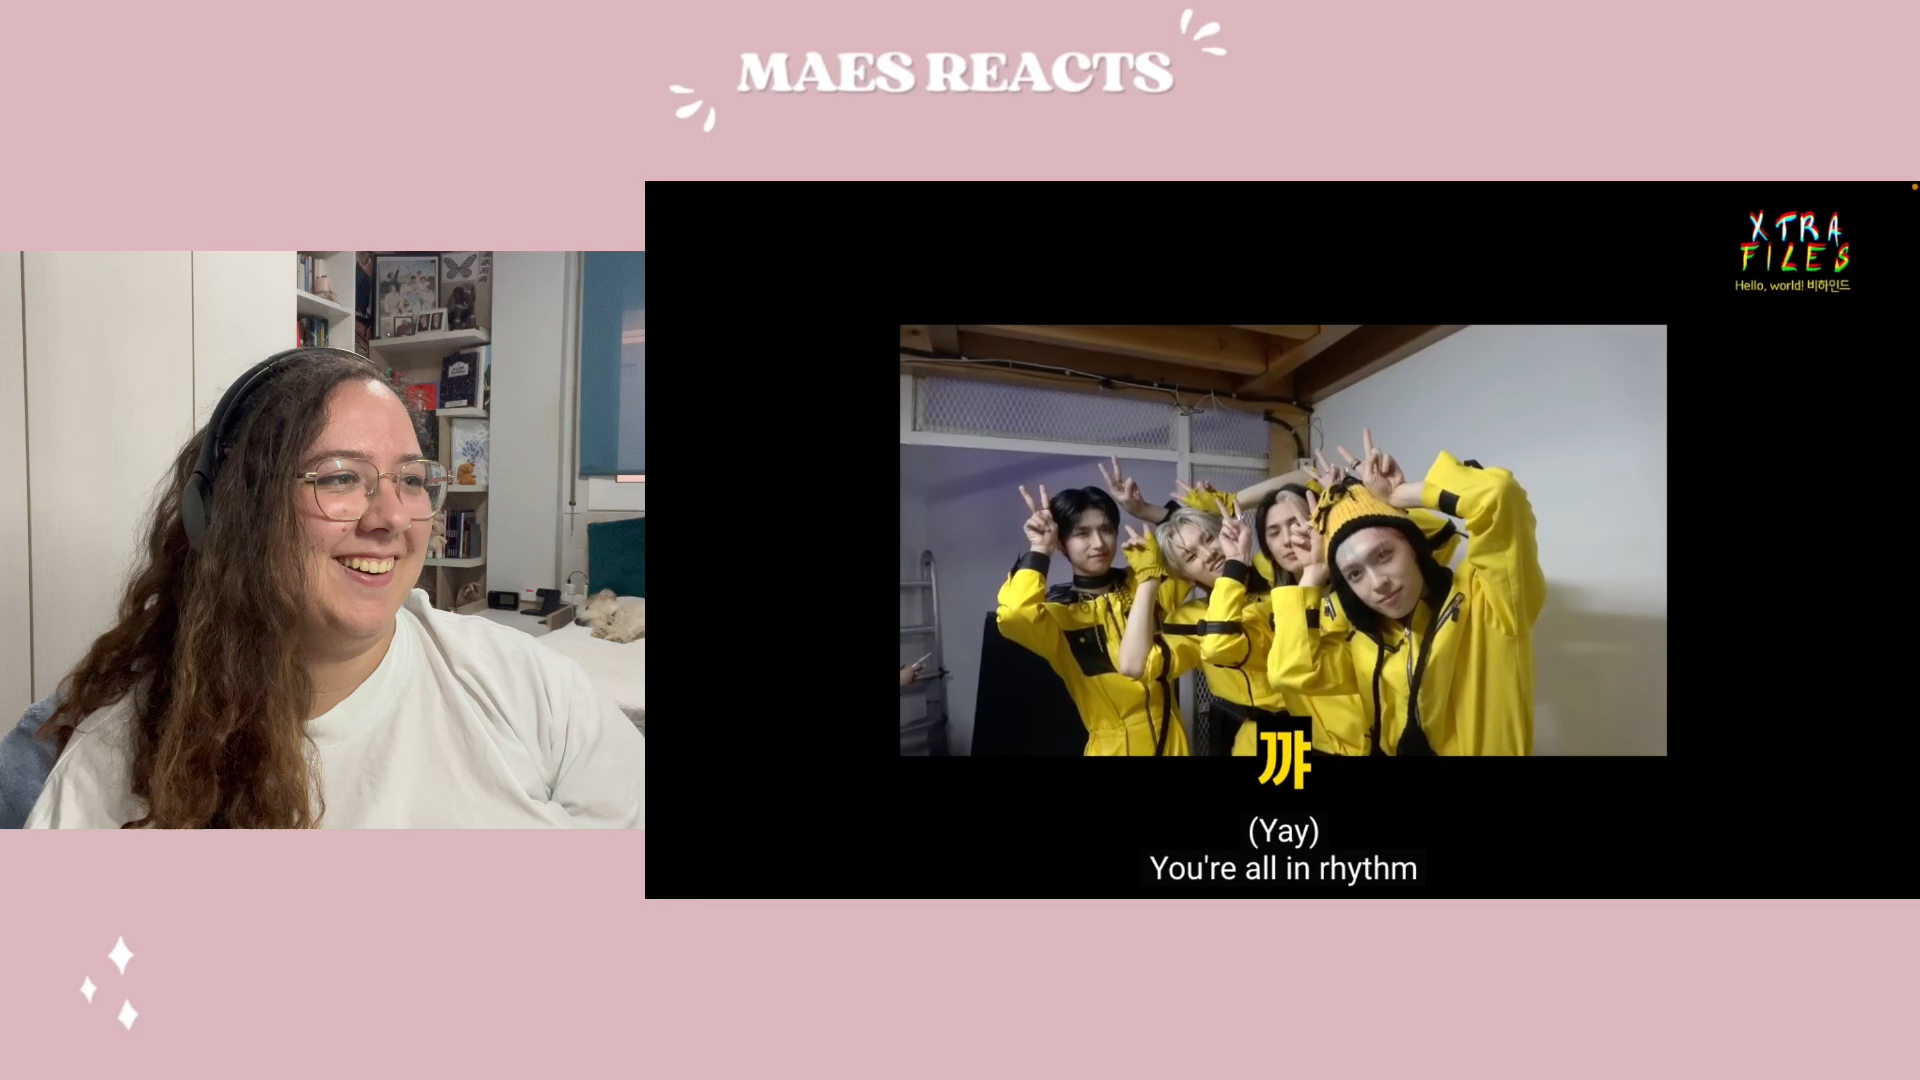 MAES REACTS
XTRA
FILES
Hello, world! 비하인드
꺄
(Yay)
You're all in rhythm